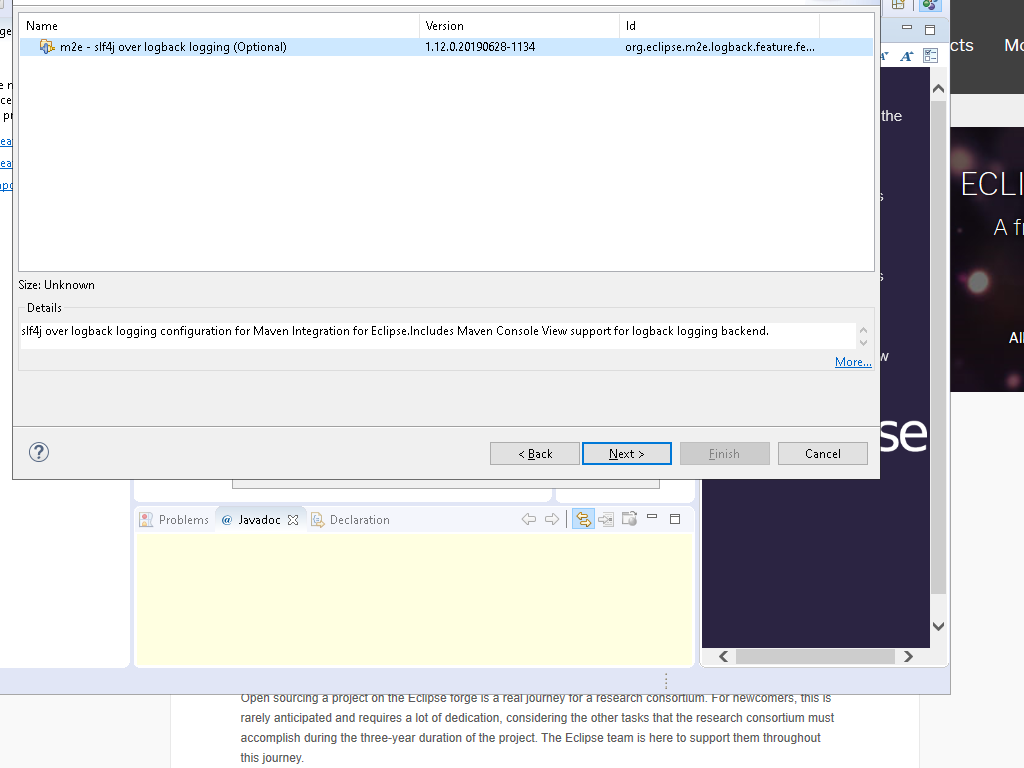 Name Version Id
m2e - slf4j over logback logging (Optional) 1.12.0.20190628-1134 org.eclipse.m2e.logback.feature.fe...
Size: Unknown
Details
slf4j over logback logging configuration for Maven Integration for Eclipse.Includes Maven Console View support for logback logging backend.
More...
< Back Next > Finish Cancel
Problems @ Javadoc Declaration
the
se
cts Mo
ECLI
A f
All
Open sourcing a project on the Eclipse forge is a real journey for a research consortium. For newcomers, this is
rarely anticipated and requires a lot of dedication, considering the other tasks that the research consortium must
accomplish during the three-year duration of the project. The Eclipse team is here to support them throughout
this journey.